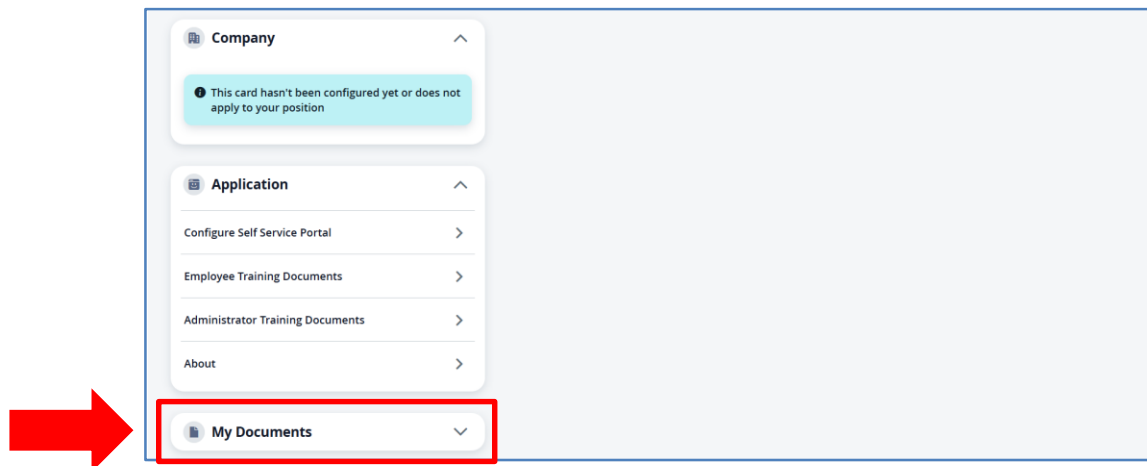 Company
This card hasn't been configured yet or does not
apply to your position
Application
Configure Self Service Portal
Employee Training Documents
Administrator Training Documents
About
My Documents